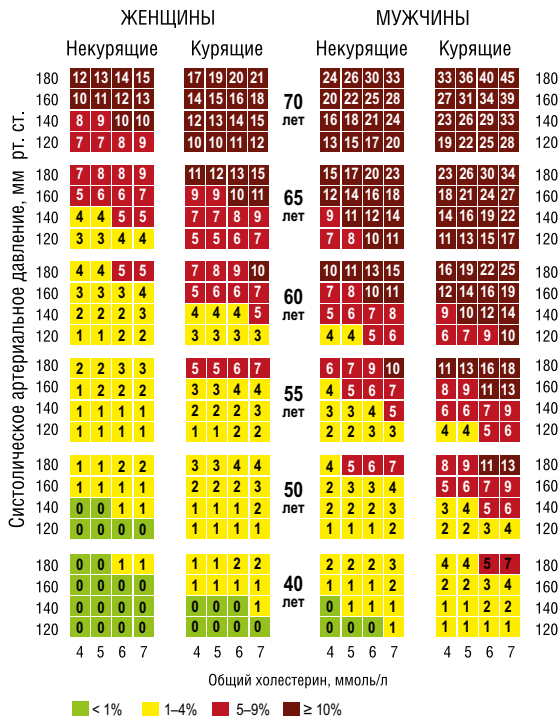 ЖЕНЩИНЫ МУЖЧИНЫ
Некурящие Курящие Некурящие Курящие
Систолическое артериальное давление, мм рт. ст.
180 12 13 14 15 17 19 20 21 24 26 30 33 33 36 40 45 180
160 10 11 12 13 14 15 16 18 70 20 22 25 28 27 31 34 39 160
140 8 9 10 10 12 13 14 15 лет 16 18 21 24 23 26 29 33 140
120 7 7 8 9 10 10 11 12 13 15 17 20 19 22 25 28 120
180 7 8 8 9 11 12 13 15 15 17 20 23 23 26 30 34 180
160 5 6 6 7 9 9 10 11 65 12 14 16 18 18 21 24 27 160
140 4 4 5 5 7 7 8 9 лет 9 11 12 14 14 16 19 22 140
120 3 3 4 4 5 5 6 7 7 8 10 11 11 13 15 17 120
180 4 4 5 5 7 8 9 10 10 11 13 15 16 19 22 25 180
160 3 3 3 4 5 6 6 7 60 7 8 10 11 12 14 16 19 160
140 2 2 2 3 4 4 4 5 лет 5 6 7 8 9 10 12 14 140
120 1 1 2 2 3 3 3 3 4 4 5 6 6 7 9 10 120
180 2 2 3 3 5 5 6 7 6 7 9 10 11 13 16 18 180
160 1 2 2 2 3 3 4 4 55 4 5 6 7 8 9 11 13 160
140 1 1 1 1 2 2 2 3 лет 3 3 4 5 6 6 7 9 140
120 1 1 1 1 1 1 2 2 2 2 3 3 4 4 5 6 120
180 1 1 2 2 3 3 4 4 4 5 6 7 8 9 11 13 180
160 1 1 1 1 2 2 2 3 50 2 3 3 4 5 6 7 9 160
140 0 0 1 1 1 1 1 2 лет 2 2 2 3 3 4 5 6 140
120 0 0 0 0 1 1 1 1 1 1 2 2 2 2 3 4 120
180 0 0 1 1 1 1 2 2 2 2 2 3 4 4 5 7 180
160 0 0 0 0 1 1 1 1 40 1 1 1 2 2 2 3 4 160
140 0 0 0 0 0 0 0 1 лет 0 1 1 1 1 1 2 2 140
120 0 0 0 0 0 0 0 0 0 0 0 1 1 1 1 1 120
4 5 6 7 4 5 6 7 4 5 6 7 4 5 6 7
Общий холестерин, ммоль/л
< 1% 1–4% 5–9% ≥ 10%